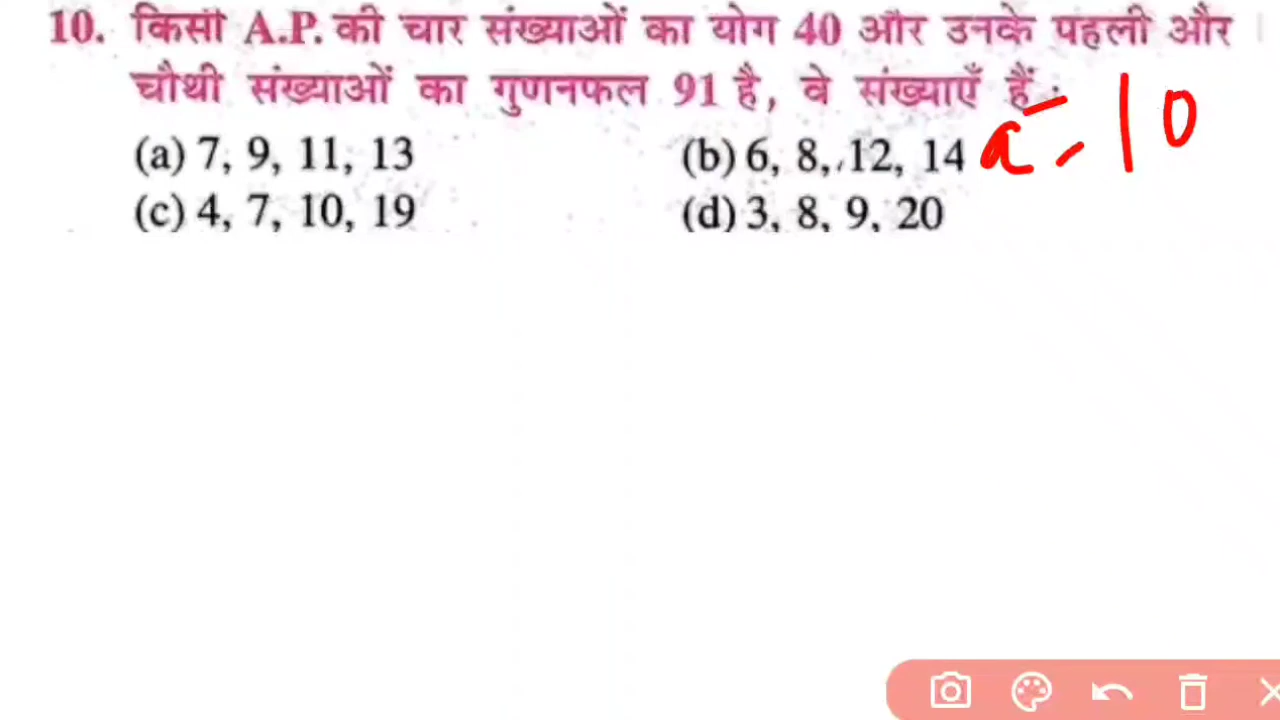 10. किसी A.P. की चार संख्याओं का योग 40 और उनके पहली और
चौथी संख्याओं का गुणनफल 91 है, वे संख्याएँ हैं :
(a) 7, 9, 11, 13 (b) 6, 8, 12, 14
(c) 4, 7, 10, 19 (d) 3, 8, 9, 20
a - 10